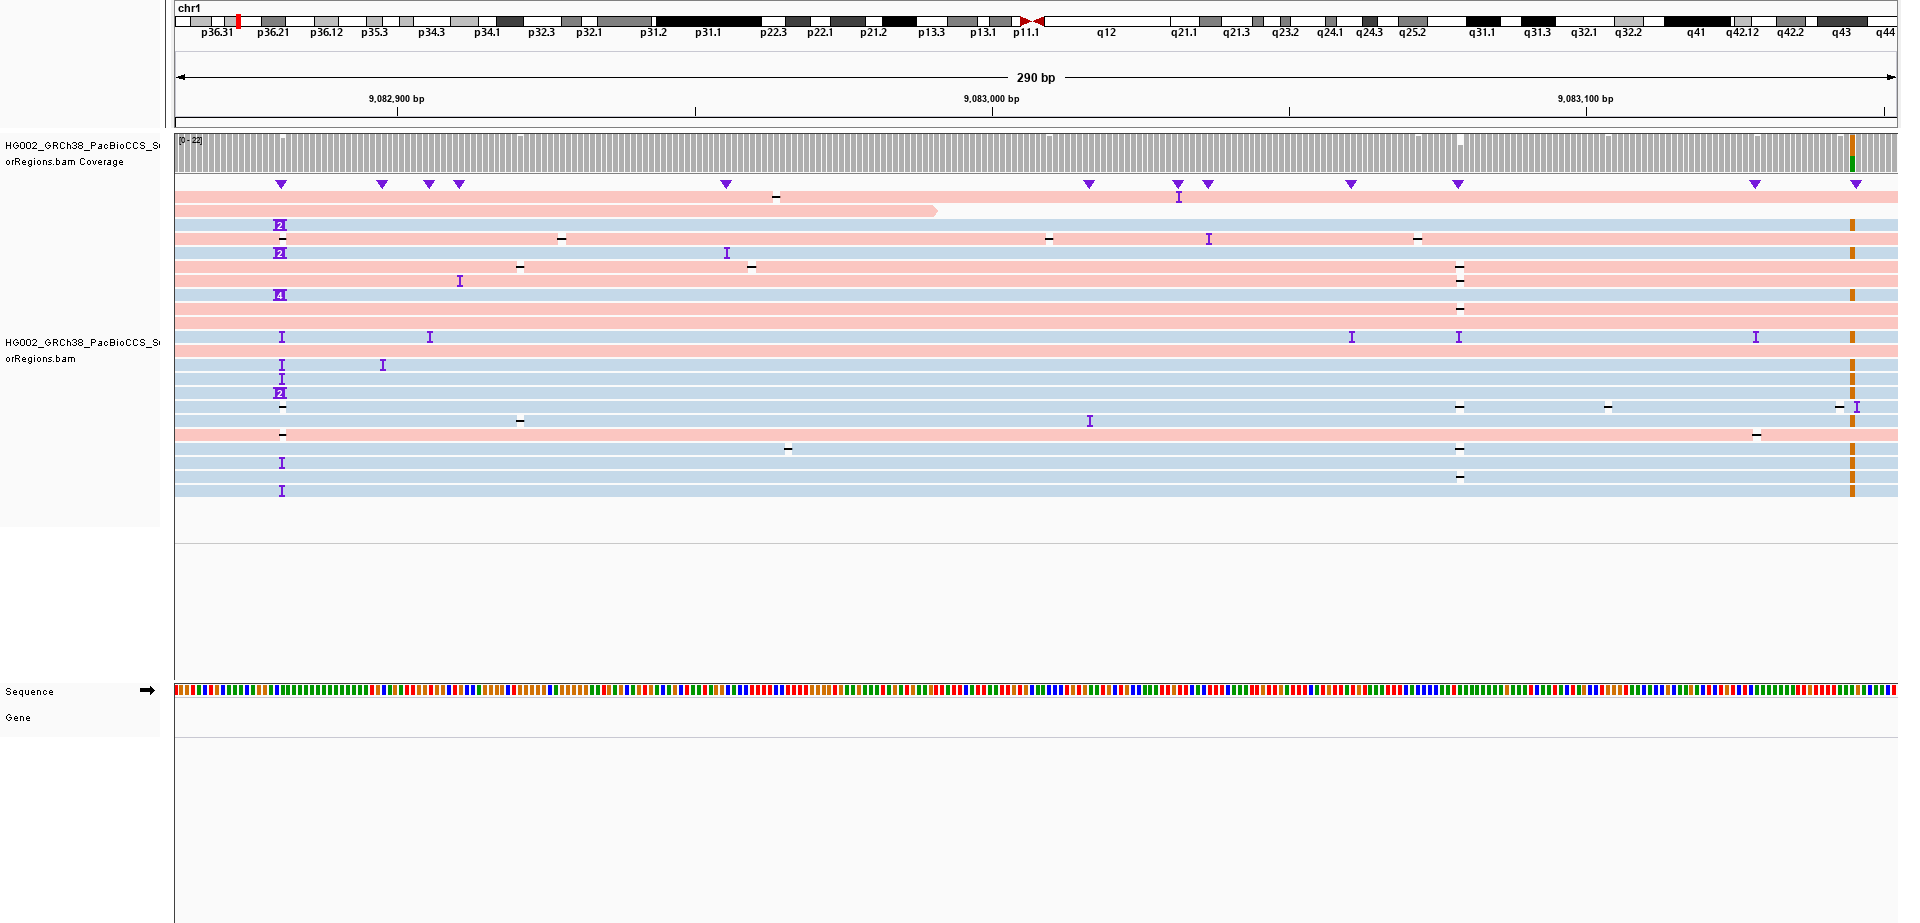 chr1
p36.31 p36.21 p36.12 p35.3 p34.3 p34.1 p32.3 p32.1 p31.2 p31.1 p22.3 p22.1 p21.2 p13.3 p13.1 p11.1 q12 q21.1 q21.3 q23.2 q24.1 q24.3 q25.2 q31.1 q31.3 q32.1 q32.2 q41 q42.12 q42.2 q43 q44
290 bp
9,082,900 bp 9,083,000 bp 9,083,100 bp
HG002_GRCh38_PacBioCCS_S
orRegions.bam Coverage
[0 - 22]
2
2
4
HG002_GRCh38_PacBioCCS_S
orRegions.bam
2
Sequence
Gene